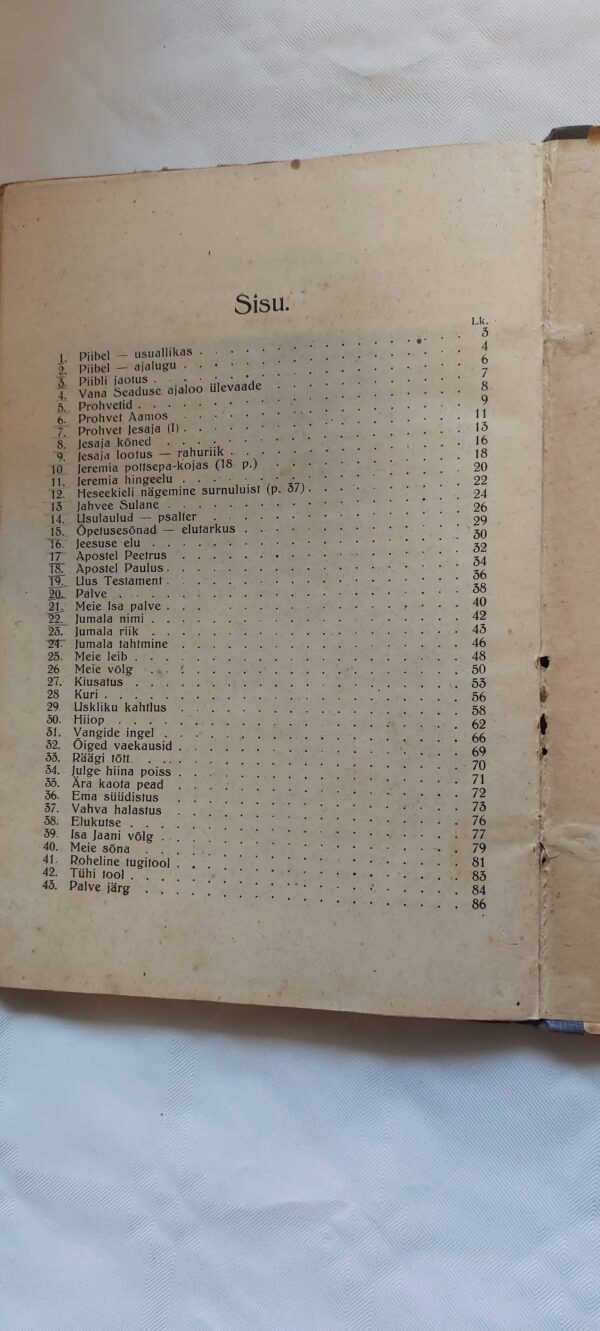 Sisu.
Lk.
1. Piibel — usuallikas . . . . . . . . . . . . . . 3
2. Piibel — ajalugu . . . . . . . . . . . . . . 4
3. Piibli jaotus . . . . . . . . . . . . . . 6
4. Vana Seaduse ajaloo ülevaade . . . . . . . . . . 7
5. Prohvetid . . . . . . . . . . . . . . 8
6. Prohvet Aamos . . . . . . . . . . . . . . 9
7. Prohvet Jesaja (I) . . . . . . . . . . . . . . 11
8. Jesaja kõned . . . . . . . . . . . . . . 13
9. Jesaja lootus — rahuriik . . . . . . . . . . . . 16
10 Jeremia pottsepa-kojas (18. p.) . . . . . . . . . . 18
11. Jeremia hingeelu . . . . . . . . . . . . . . 20
12. Heseekieli nägemine surnuluist (p. 37) . . . . . . . . 22
13 Jahvee Sulane . . . . . . . . . . . . . . 24
14. Usulaulud — psalter . . . . . . . . . . . . . 26
15. Õpetusesõnad — elutarkus . . . . . . . . . . . . 29
16. Jeesuse elu . . . . . . . . . . . . . . 30
17 Apostel Peetrus . . . . . . . . . . . . . . 32
18. Apostel Paulus . . . . . . . . . . . . . . 34
19. Uus Testament . . . . . . . . . . . . . . 36
20. Palve . . . . . . . . . . . . . . 38
21. Meie Isa palve . . . . . . . . . . . . . . 40
22. Jumala nimi . . . . . . . . . . . . . . 42
23. Jumala riik . . . . . . . . . . . . . . 43
24. Jumala tahtmine . . . . . . . . . . . . . . 46
25. Meie leib . . . . . . . . . . . . . . 48
26 Meie võlg . . . . . . . . . . . . . . 50
27. Kiusatus . . . . . . . . . . . . . . 53
28 Kuri . . . . . . . . . . . . . . 56
29 Uskliku kahtlus . . . . . . . . . . . . . . 58
30. Hiiop . . . . . . . . . . . . . . 62
31. Vangide ingel . . . . . . . . . . . . . . 66
32. Õiged vaekausid . . . . . . . . . . . . . . 69
33. Räägi tõtt . . . . . . . . . . . . . . 70
34. Julge hiina poiss . . . . . . . . . . . . . . 71
35. Ära kaota pead . . . . . . . . . . . . . . 72
36. Ema süüdistus . . . . . . . . . . . . . . 73
37. Vahva halastus . . . . . . . . . . . . . . 76
38. Elukutse . . . . . . . . . . . . . . 77
39. Isa Jaani võlg . . . . . . . . . . . . . . 79
40. Meie sõna . . . . . . . . . . . . . . 81
41. Roheline tugitool . . . . . . . . . . . . . . 83
42. Tühi tool . . . . . . . . . . . . . . 84
43. Palve järg . . . . . . . . . . . . . . 86